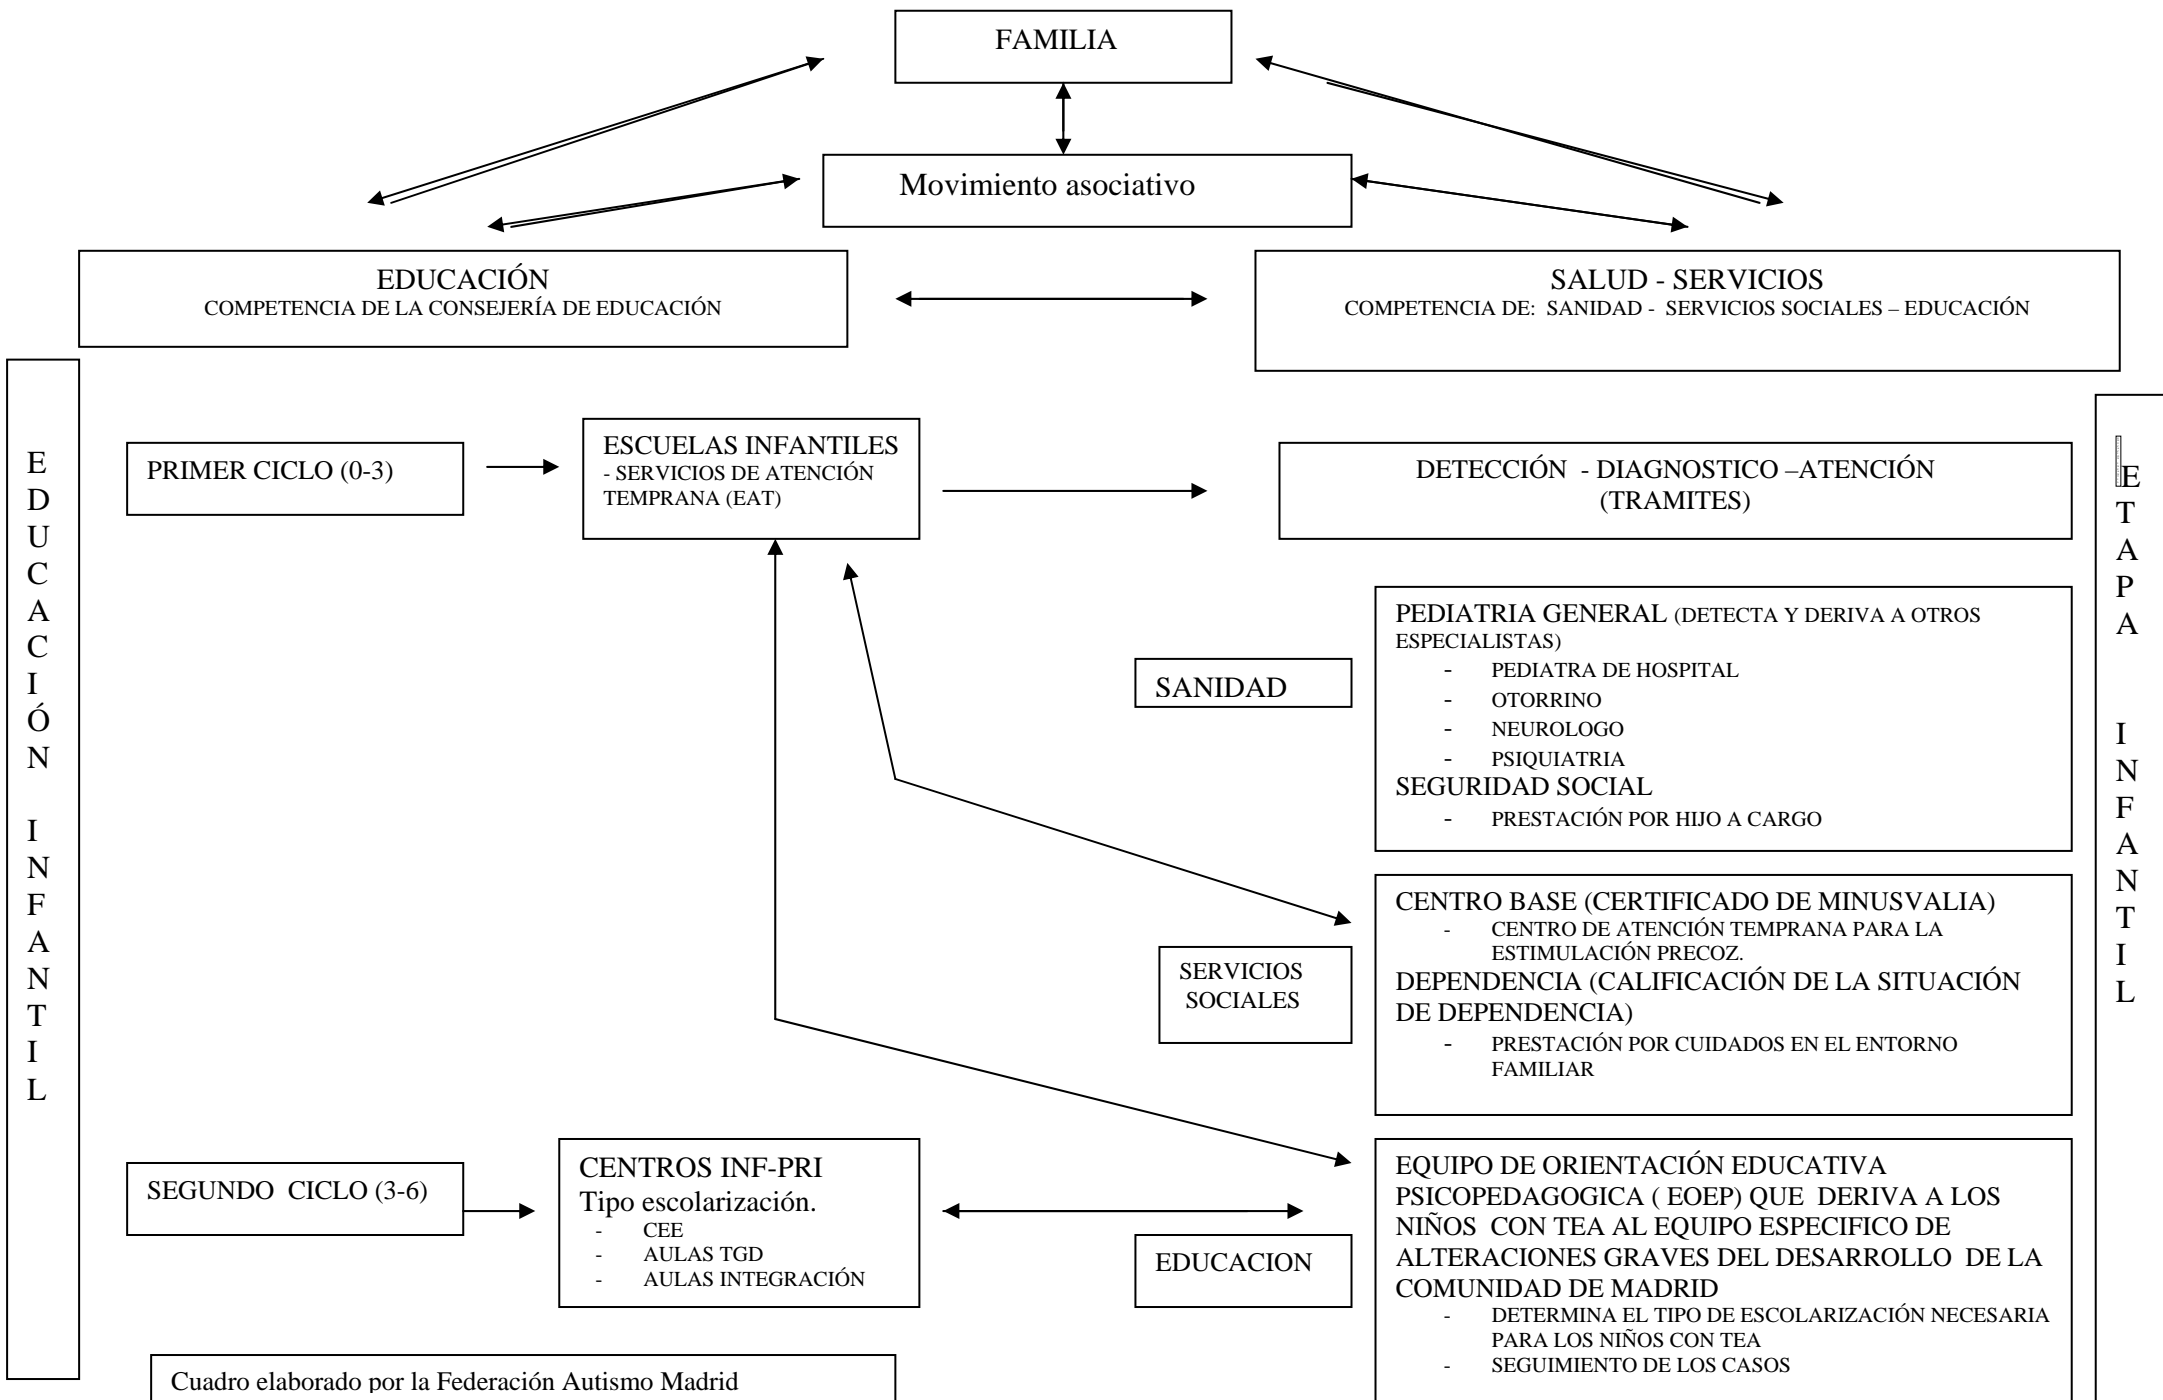 FAMILIA
Movimiento asociativo
EDUCACIÓN
COMPETENCIA DE LA CONSEJERÍA DE EDUCACIÓN
SALUD - SERVICIOS
COMPETENCIA DE: SANIDAD - SERVICIOS SOCIALES – EDUCACIÓN
EDUCACIÓN INFANTIL
PRIMER CICLO (0-3)
ESCUELAS INFANTILES
- SERVICIOS DE ATENCIÓN
TEMPRANA (EAT)
DETECCIÓN - DIAGNOSTICO –ATENCIÓN
(TRAMITES)
ETAPA INFANTIL
SANIDAD
PEDIATRIA GENERAL (DETECTA Y DERIVA A OTROS
ESPECIALISTAS)
- PEDIATRA DE HOSPITAL
- OTORRINO
- NEUROLOGO
- PSIQUIATRIA
SEGURIDAD SOCIAL
- PRESTACIÓN POR HIJO A CARGO
SERVICIOS
SOCIALES
CENTRO BASE (CERTIFICADO DE MINUSVALIA)
- CENTRO DE ATENCIÓN TEMPRANA PARA LA
ESTIMULACIÓN PRECOZ.
DEPENDENCIA (CALIFICACIÓN DE LA SITUACIÓN
DE DEPENDENCIA)
- PRESTACIÓN POR CUIDADOS EN EL ENTORNO
FAMILIAR
SEGUNDO CICLO (3-6)
CENTROS INF-PRI
Tipo escolarización.
- CEE
- AULAS TGD
- AULAS INTEGRACIÓN
EDUCACION
EQUIPO DE ORIENTACIÓN EDUCATIVA
PSICOPEDAGOGICA ( EOEP) QUE DERIVA A LOS
NIÑOS CON TEA AL EQUIPO ESPECIFICO DE
ALTERACIONES GRAVES DEL DESARROLLO DE LA
COMUNIDAD DE MADRID
- DETERMINA EL TIPO DE ESCOLARIZACIÓN NECESARIA
PARA LOS NIÑOS CON TEA
- SEGUIMIENTO DE LOS CASOS
Cuadro elaborado por la Federación Autismo Madrid